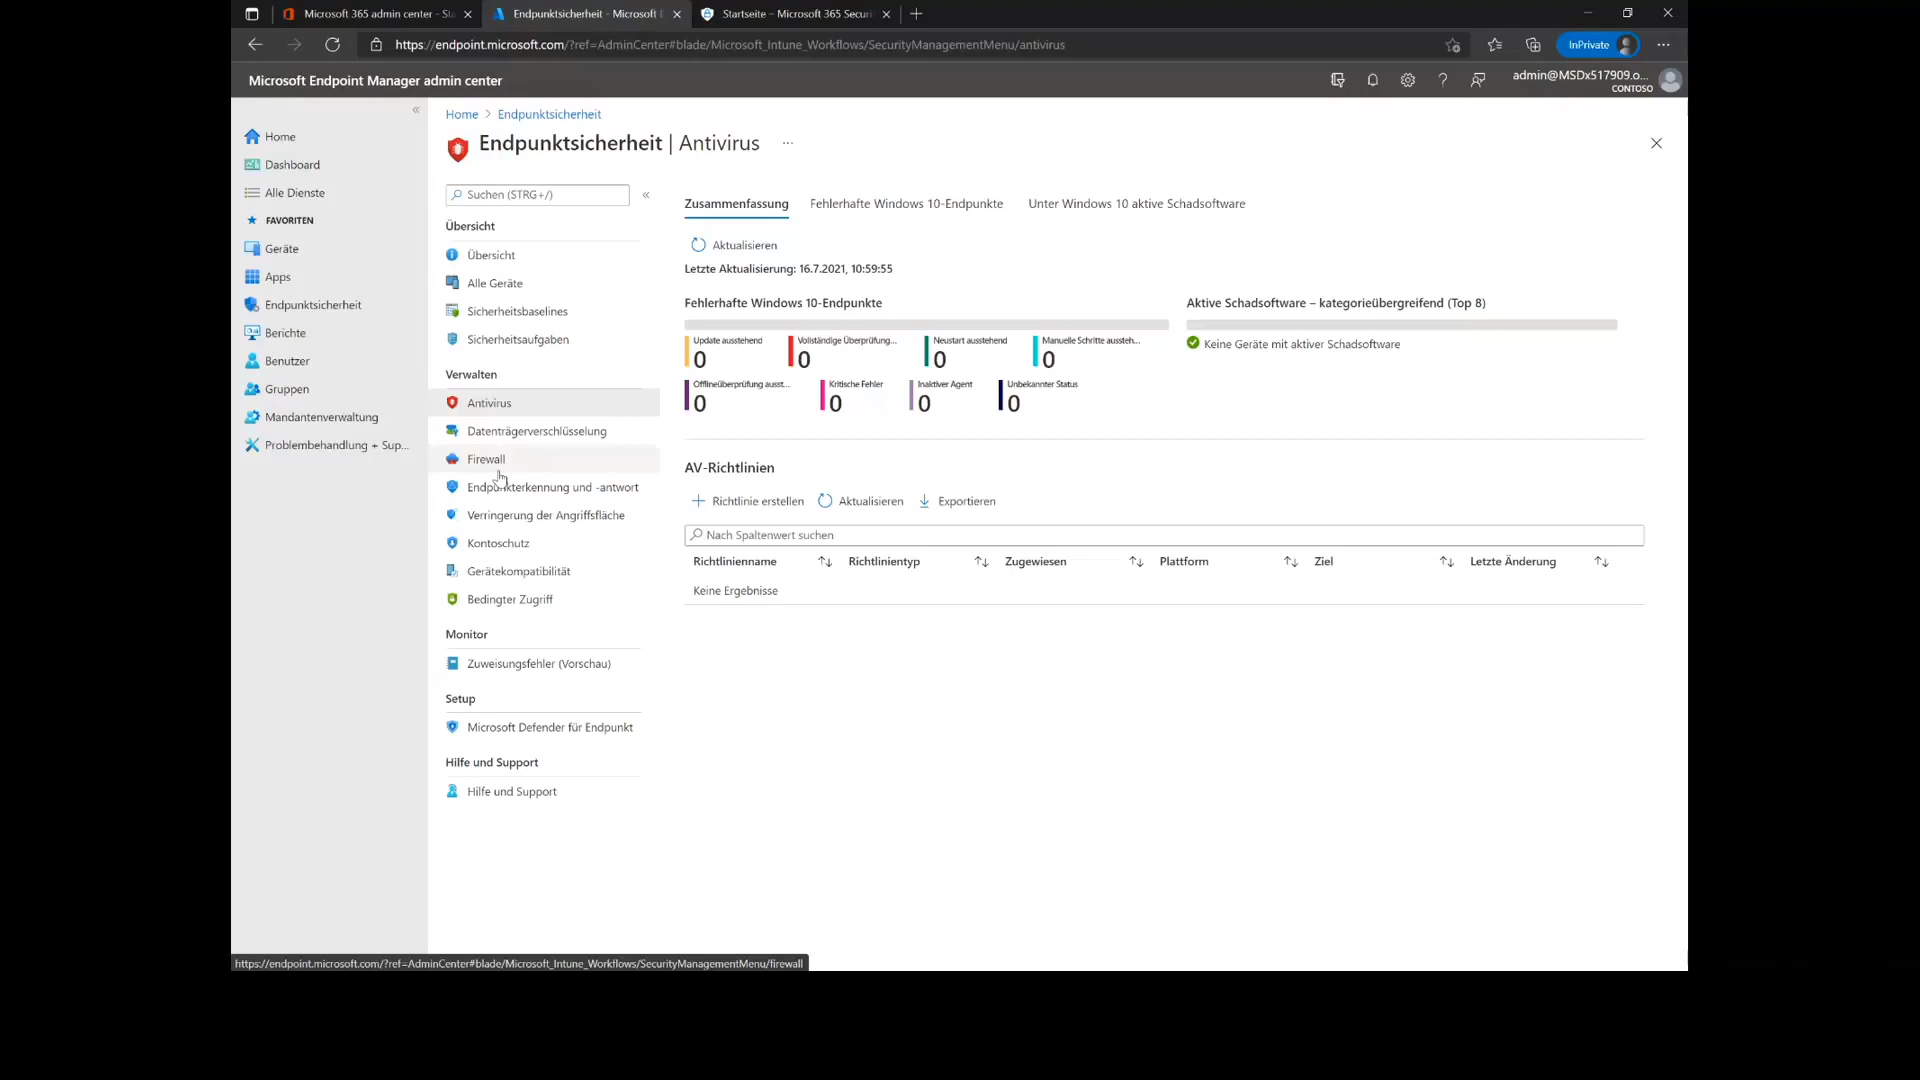 Microsoft 365 admin center - St
Endpunktsicherheit - Microsoft E
Startseite – Microsoft 365 Securi
https://endpoint.microsoft.com/?ref=AdminCenter#blade/Microsoft_Intune_Workflows/SecurityManagementMenu/antivirus
InPrivate
Microsoft Endpoint Manager admin center
admin@MSDx517909.o...
CONTOSO
Home
Dashboard
Alle Dienste
FAVORITEN
Geräte
Apps
Endpunktsicherheit
Berichte
Benutzer
Gruppen
Mandantenverwaltung
Problembehandlung + Sup...
Home > Endpunktsicherheit
Endpunktsicherheit | Antivirus ...
Suchen (STRG+/)
Übersicht
Übersicht
Alle Geräte
Sicherheitsbaselines
Sicherheitsaufgaben
Verwalten
Antivirus
Datenträgerverschlüsselung
Firewall
Endpunkterkennung und -antwort
Verringerung der Angriffsfläche
Kontoschutz
Gerätekompatibilität
Bedingter Zugriff
Monitor
Zuweisungsfehler (Vorschau)
Setup
Microsoft Defender für Endpunkt
Hilfe und Support
Hilfe und Support
Zusammenfassung Fehlerhafte Windows 10-Endpunkte Unter Windows 10 aktive Schadsoftware
Aktualisieren
Letzte Aktualisierung: 16.7.2021, 10:59:55
Fehlerhafte Windows 10-Endpunkte
Update ausstehend
0
Vollständige Überprüfung...
0
Neustart ausstehend
0
Manuelle Schritte ausste​h...
0
Offlineüberprüfung ausst...
0
Kritische Fehler
0
Inaktiver Agent
0
Unbekannter Status
0
Aktive Schadsoftware – kategorieübergreifend (Top 8)
Keine Geräte mit aktiver Schadsoftware
AV-Richtlinien
Richtlinie erstellen Aktualisieren Exportieren
Nach Spaltenwert suchen
Richtlinienname Richtlinientyp Zugewiesen Plattform Ziel Letzte Änderung
Keine Ergebnisse
https://endpoint.microsoft.com/?ref=AdminCenter#blade/Microsoft_Intune_Workflows/SecurityManagementMenu/firewall